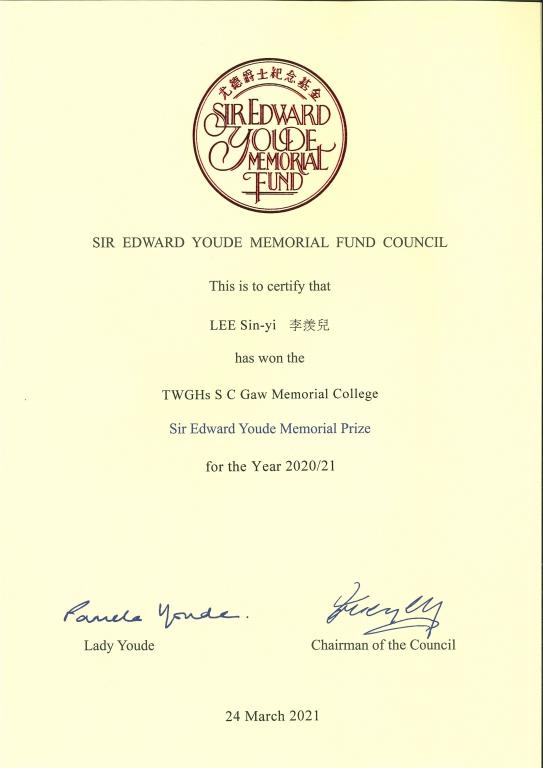 尤德爵士紀念基金
SIR EDWARD
YOUDE
MEMORIAL
FUND
SIR EDWARD YOUDE MEMORIAL FUND COUNCIL
This is to certify that
LEE Sin-yi 李羨兒
has won the
TWGHs S C Gaw Memorial College
Sir Edward Youde Memorial Prize
for the Year 2020/21
Pamela Youde.
Lady Youde
Chairman of the Council
24 March 2021